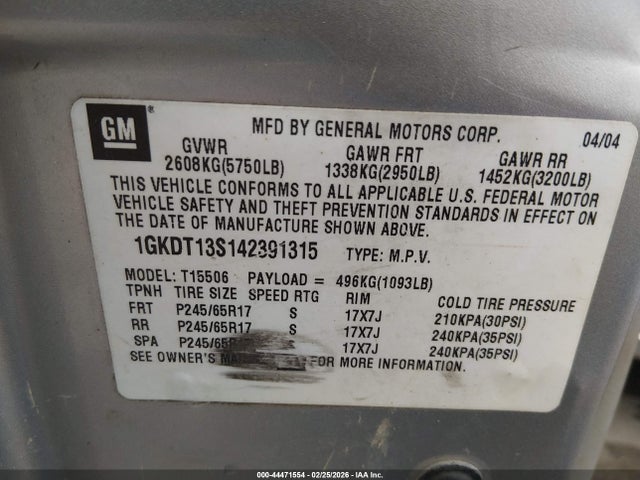 GM ®
MFD BY GENERAL MOTORS CORP. 04/04
GVWR GAWR FRT GAWR RR
2608KG(5750LB) 1338KG(2950LB) 1452KG(3200LB)
THIS VEHICLE CONFORMS TO ALL APPLICABLE U.S. FEDERAL MOTOR
VEHICLE SAFETY AND THEFT PREVENTION STANDARDS IN EFFECT ON
THE DATE OF MANUFACTURE SHOWN ABOVE.
1GKDT13S142391315 TYPE: M.P.V.
MODEL: T15506 PAYLOAD = 496KG(1093LB)
TPNH TIRE SIZE SPEED RTG RIM COLD TIRE PRESSURE
FRT P245/65R17 S 17X7J 210KPA(30PSI)
RR P245/65R17 S 17X7J 240KPA(35PSI)
SPA P245/65R17 17X7J 240KPA(35PSI)
SEE OWNER'S FOR MORE INFORMATION.
000-44471554 - 02/25/2026 - IAA Inc.